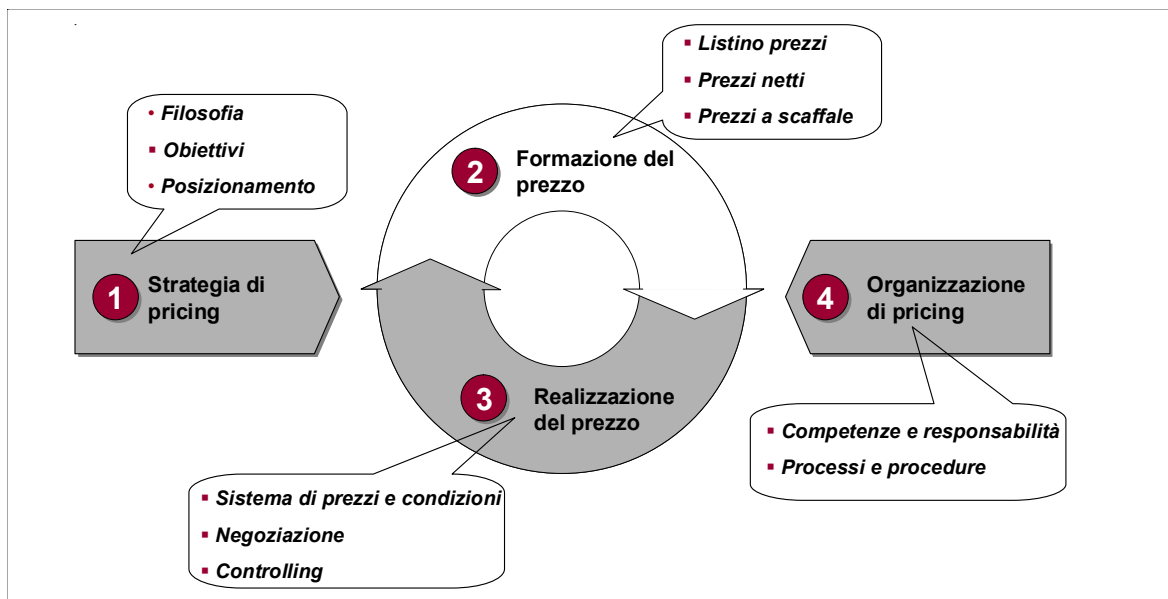 1
Strategia di
pricing
• Filosofia
▪ Obiettivi
• Posizionamento
2
Formazione del
prezzo
▪ Listino prezzi
▪ Prezzi netti
▪ Prezzi a scaffale
3
Realizzazione
del prezzo
▪ Sistema di prezzi e condizioni
▪ Negoziazione
▪ Controlling
4
Organizzazione
di pricing
▪ Competenze e responsabilità
▪ Processi e procedure